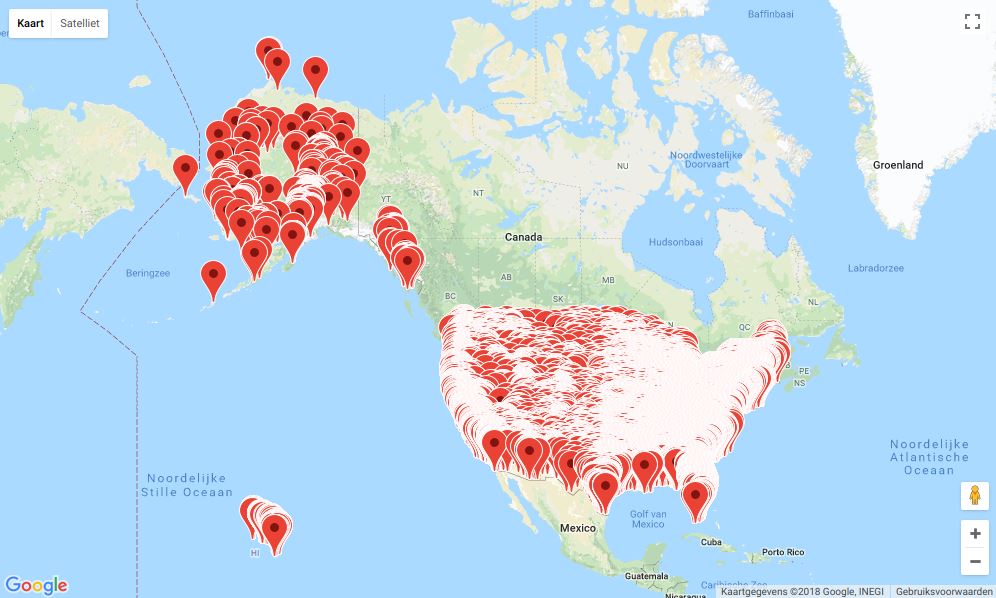 Kaart
Satelliet
Baffinbaai
Groenland
Noordwestelijke
Doorvaart
NU
NT
YT
Canada
Hudsonbaai
Labradorzee
Beringzee
AB
MB
SK
BC
NL
QC
PE
NS
Noordelijke
Atlantische
Oceaan
Noordelijke
Stille Oceaan
HI
Golf van
Mexico
Mexico
Cuba
Porto Rico
Guatemala
Caribische Zee
Nicaragua
Google
Kaartgegevens ©2018 Google, INEGI
Gebruiksvoorwaarden